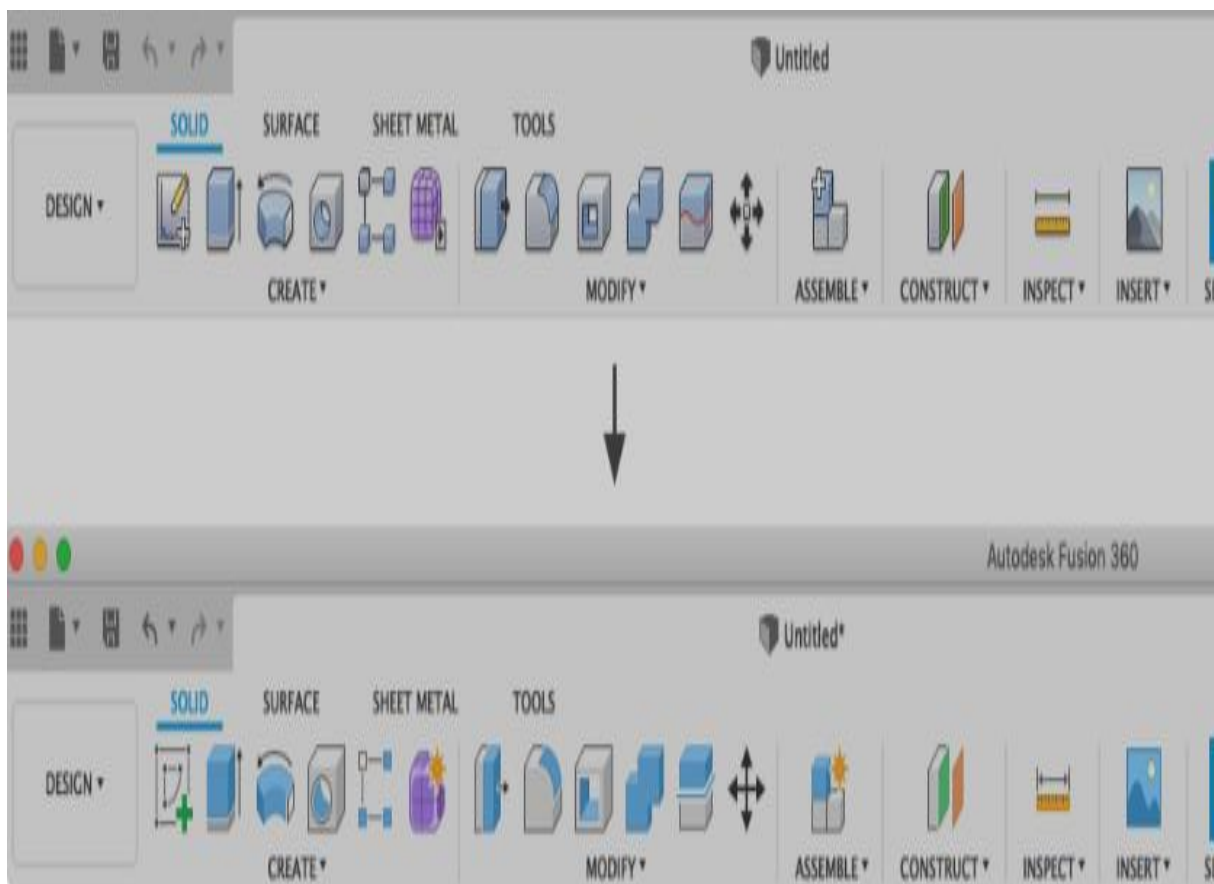 Untitled
SOLID SURFACE SHEET METAL TOOLS
DESIGN
CREATE MODIFY ASSEMBLE CONSTRUCT INSPECT INSERT
Autodesk Fusion 360
Untitled*
SOLID SURFACE SHEET METAL TOOLS
DESIGN
CREATE MODIFY ASSEMBLE CONSTRUCT INSPECT INSERT